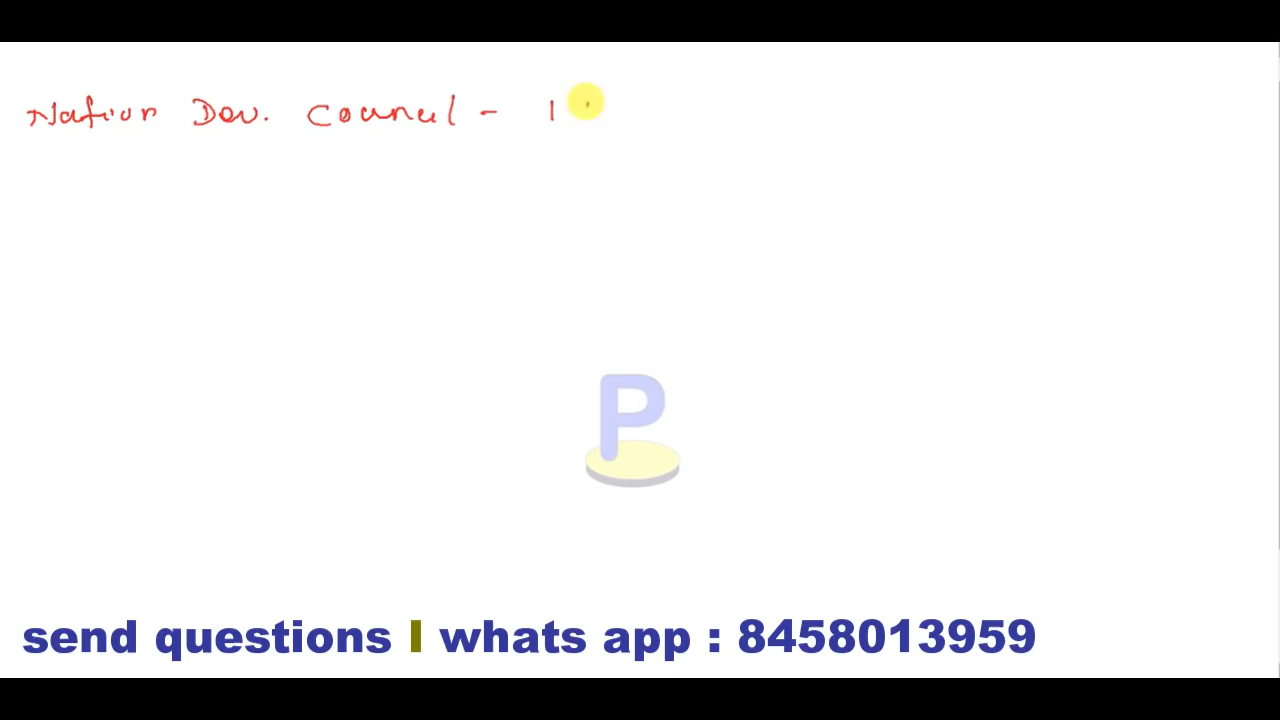 Nation Dev. Council - 1
P
send questions I whats app : 8458013959